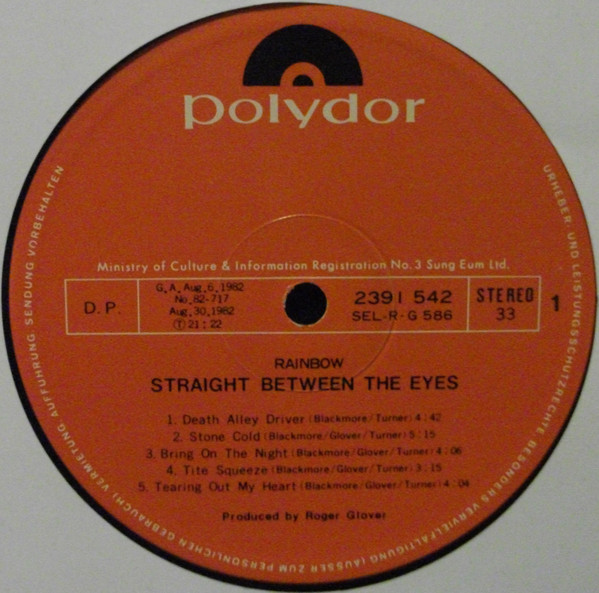 polydor
Ministry of Culture & Information Registration No. 3 Sung Eum Ltd.
D.P.
G.A. Aug. 6, 1982
No. 82-717
Aug. 30, 1982
Ⓣ 21:22
2391 542
SEL-R-G 586
STEREO
33
1
RAINBOW
STRAIGHT BETWEEN THE EYES
1. Death Alley Driver (Blackmore/Turner) 4:42
2. Stone Cold (Blackmore/Glover/Turner) 5:15
3. Bring On The Night (Blackmore/Glover/Turner) 4:06
4. Tite Squeeze (Blackmore/Glover/Turner) 3:15
5. Tearing Out My Heart (Blackmore/Glover/Turner) 4:04
Produced by Roger Glover
URHEBER- UND LEISTUNGSSCHUTZRECHTE, BESONDERS VERVIELFÄLTIGUNG (AUSSER ZUM PERSÖNLICHEN GEBRAUCH) VERMIETUNG, AUFFÜHRUNG, SENDUNG VORBEHALTEN